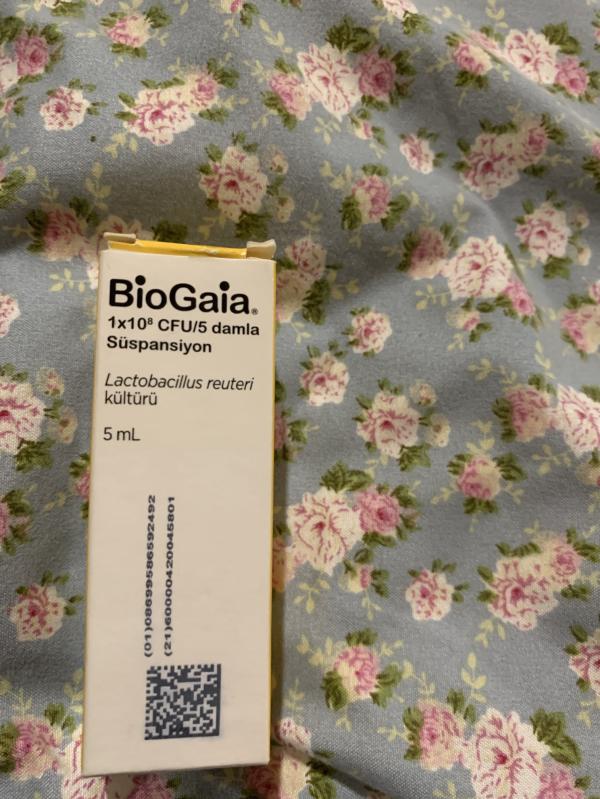 BioGaia®
1x10⁸ CFU/5 damla
Süspansiyon
Lactobacillus reuteri
kültürü
5 mL
(01)08699586592492
(21)60000420045801